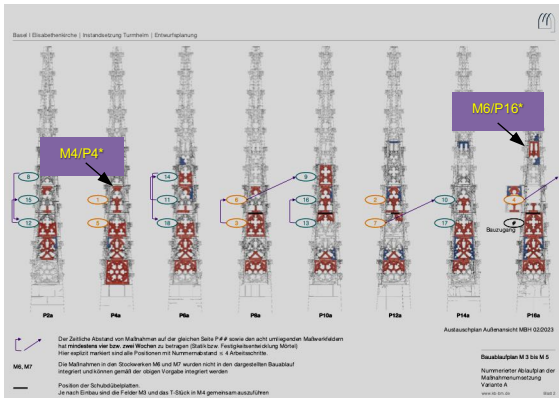 Basel I Elisabethenkirche | Instandsetzung Turmhelm | Entwurfsplanung
M4/P4*
M6/P16*
8
15
12
1
5
14
11
18
6
3
9
16
13
2
7
10
17
4
Bauzugang
P2a
P4a
P6a
P8a
P10a
P12a
P14a
P16a
Austauschplan Außenansicht MBH 02/2023
Der Zeitliche Abstand von Maßnahmen auf der gleichen Seite P## sowie den acht umliegenden Maßwerkfeldern
hat mindestens vier bzw. zwei Wochen zu betragen (Statik bzw. Festigkeitsentwicklung Mörtel)
Hier explizit markiert sind alle Positionen mit Nummernabstand ≤ 4 Arbeitsschritte.
M6, M7
Die Maßnahmen in den Stockwerken M6 und M7 wurden nicht in den dargestellten Bauablauf
integriert und können gemäß der obigen Vorgabe integriert werden
Position der Schubdübelplatten.
Je nach Einbau sind die Felder M3 und das T-Stück in M4 gemeinsam auszuführen
Bauablaufplan M 3 bis M 5
Nummerierter Ablaufplan der
Maßnahmenumsetzung
Variante A